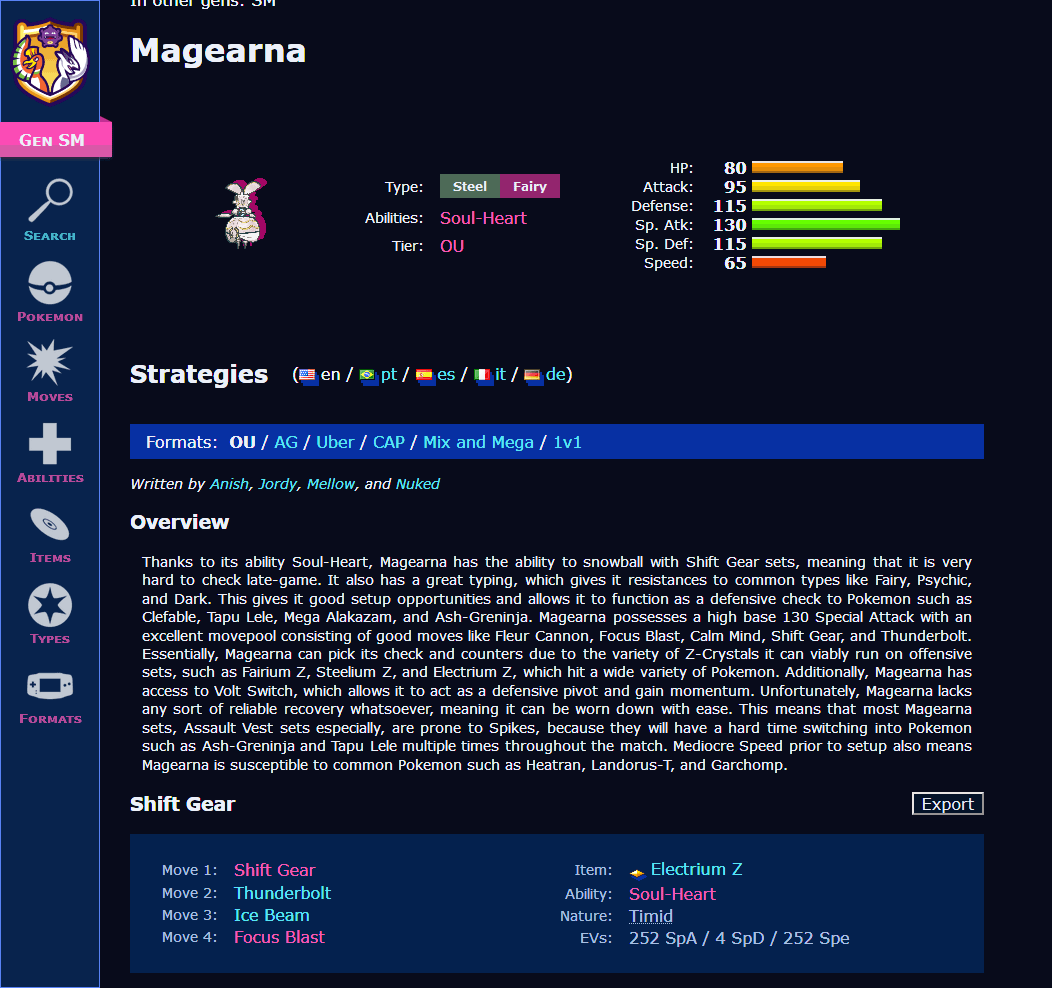 In other gens: SM
Magearna
GEN SM
SEARCH
POKEMON
MOVES
ABILITIES
ITEMS
TYPES
FORMATS
Type: Steel Fairy
Abilities: Soul-Heart
Tier: OU
HP: 80
Attack: 95
Defense: 115
Sp. Atk: 130
Sp. Def: 115
Speed: 65
Strategies (en / pt / es / it / de)
Formats: OU / AG / Uber / CAP / Mix and Mega / 1v1
Written by Anish, Jordy, Mellow, and Nuked
Overview
Thanks to its ability Soul-Heart, Magearna has the ability to snowball with Shift Gear sets, meaning that it is very
hard to check late-game. It also has a great typing, which gives it resistances to common types like Fairy, Psychic,
and Dark. This gives it good setup opportunities and allows it to function as a defensive check to Pokemon such as
Clefable, Tapu Lele, Mega Alakazam, and Ash-Greninja. Magearna possesses a high base 130 Special Attack with an
excellent movepool consisting of good moves like Fleur Cannon, Focus Blast, Calm Mind, Shift Gear, and Thunderbolt.
Essentially, Magearna can pick its check and counters due to the variety of Z-Crystals it can viably run on offensive
sets, such as Fairium Z, Steelium Z, and Electrium Z, which hit a wide variety of Pokemon. Additionally, Magearna has
access to Volt Switch, which allows it to act as a defensive pivot and gain momentum. Unfortunately, Magearna lacks
any sort of reliable recovery whatsoever, meaning it can be worn down with ease. This means that most Magearna
sets, Assault Vest sets especially, are prone to Spikes, because they will have a hard time switching into Pokemon
such as Ash-Greninja and Tapu Lele multiple times throughout the match. Mediocre Speed prior to setup also means
Magearna is susceptible to common Pokemon such as Heatran, Landorus-T, and Garchomp.
Shift Gear
Export
Move 1: Shift Gear
Move 2: Thunderbolt
Move 3: Ice Beam
Move 4: Focus Blast
Item: Electrium Z
Ability: Soul-Heart
Nature: Timid
EVs: 252 SpA / 4 SpD / 252 Spe